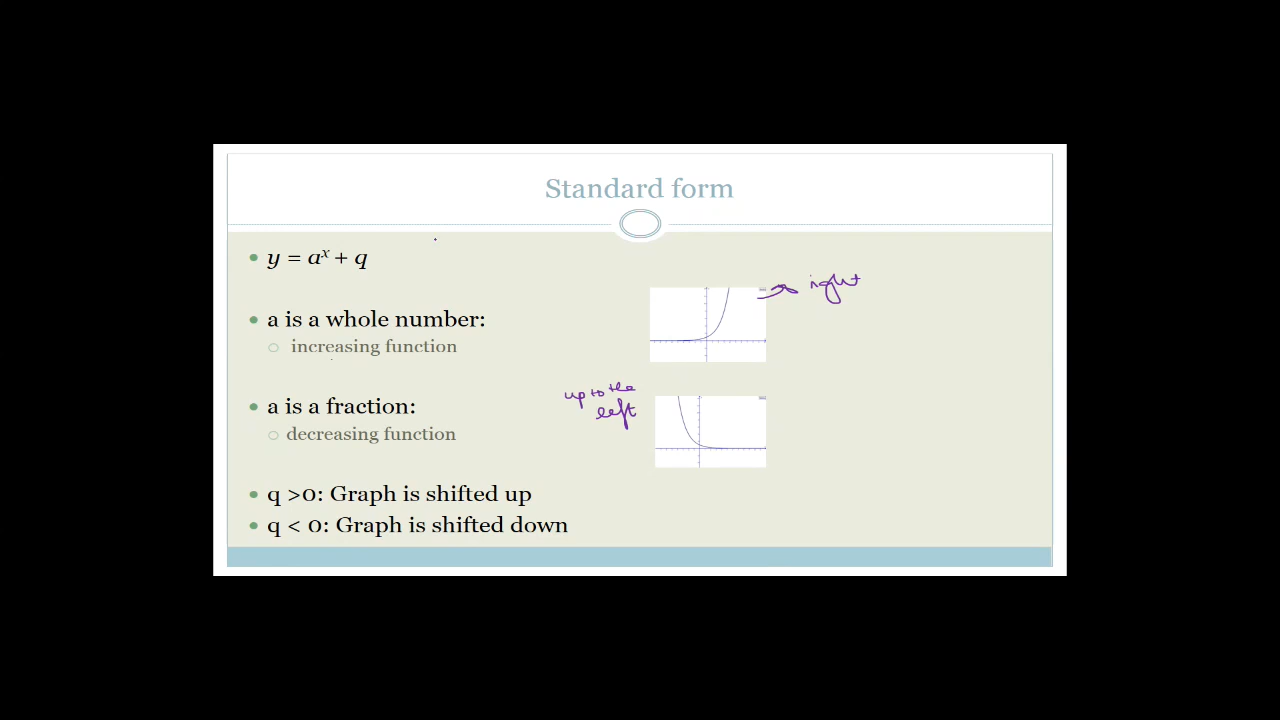 Standard form
y = aˣ + q
right
a is a whole number:
increasing function
up to the
left
a is a fraction:
decreasing function
q >0: Graph is shifted up
q < 0: Graph is shifted down